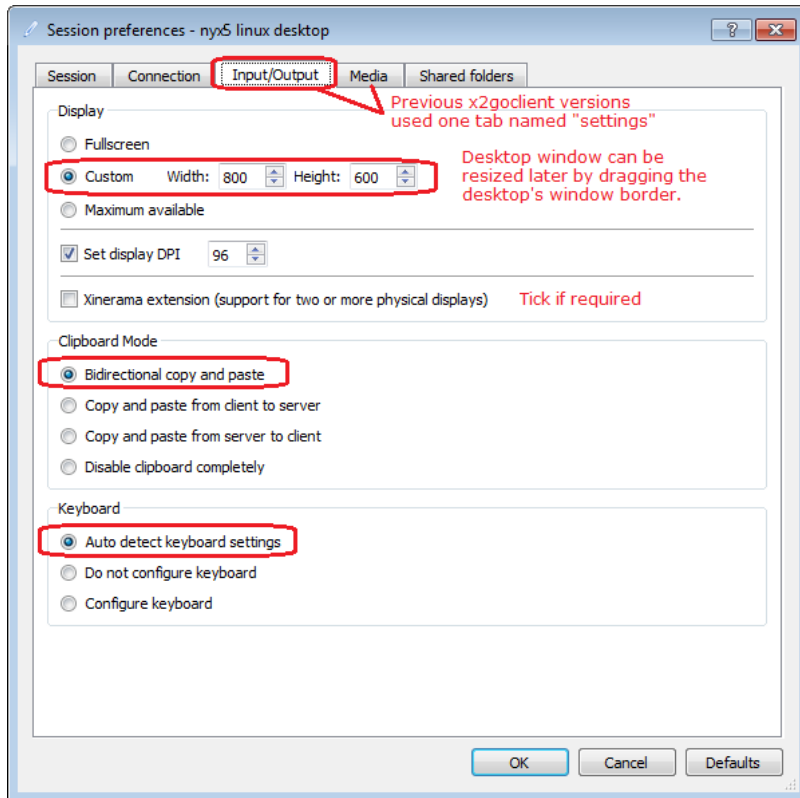 Session preferences - nyx5 linux desktop
Session Connection Input/Output Media Shared folders
Previous x2goclient versions
used one tab named "settings"
Display
Fullscreen
Custom Width: 800 Height: 600
Desktop window can be
resized later by dragging the
desktop's window border.
Maximum available
Set display DPI 96
Xinerama extension (support for two or more physical displays) Tick if required
Clipboard Mode
Bidirectional copy and paste
Copy and paste from client to server
Copy and paste from server to client
Disable clipboard completely
Keyboard
Auto detect keyboard settings
Do not configure keyboard
Configure keyboard
OK Cancel Defaults